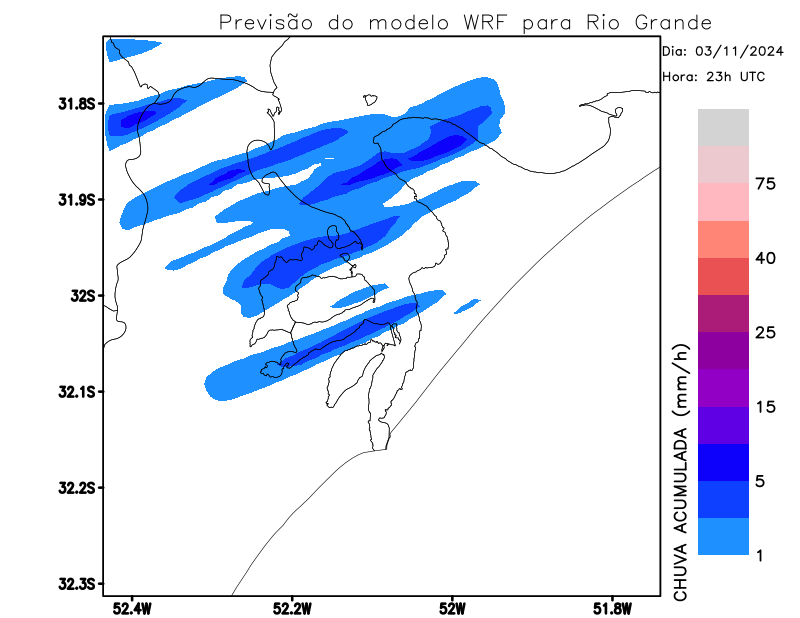 Previsão do modelo WRF para Rio Grande
Dia: 03/11/2024
Hora: 23h UTC
31.8S
31.9S
32S
32.1S
32.2S
32.3S
52.4W
52.2W
52W
51.8W
75
40
25
15
5
1
CHUVA ACUMULADA (mm/h)